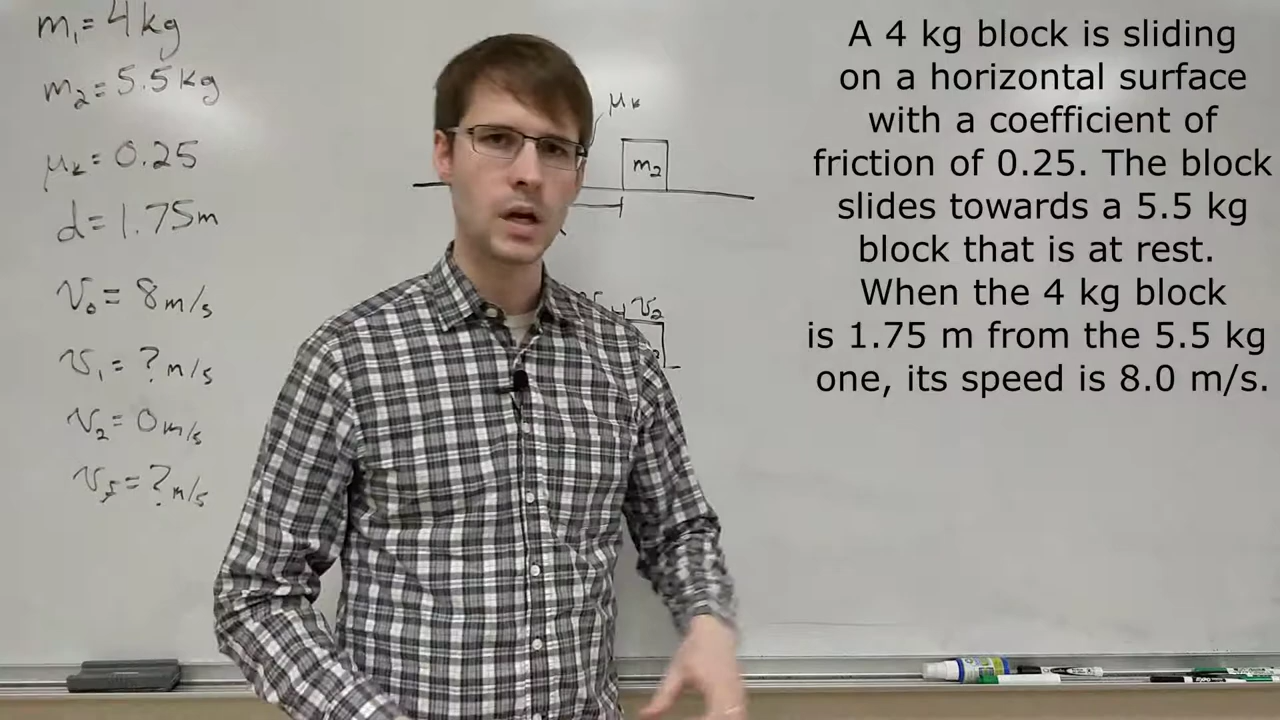 m₁ = 4 kg
m₂ = 5.5 kg
μₖ = 0.25
d = 1.75 m
v₀ = 8 m/s
v₁ = ? m/s
v₂ = 0 m/s
v_f = ? m/s
μₖ
m₂
v₂
A 4 kg block is sliding
on a horizontal surface
with a coefficient of
friction of 0.25. The block
slides towards a 5.5 kg
block that is at rest.
When the 4 kg block
is 1.75 m from the 5.5 kg
one, its speed is 8.0 m/s.